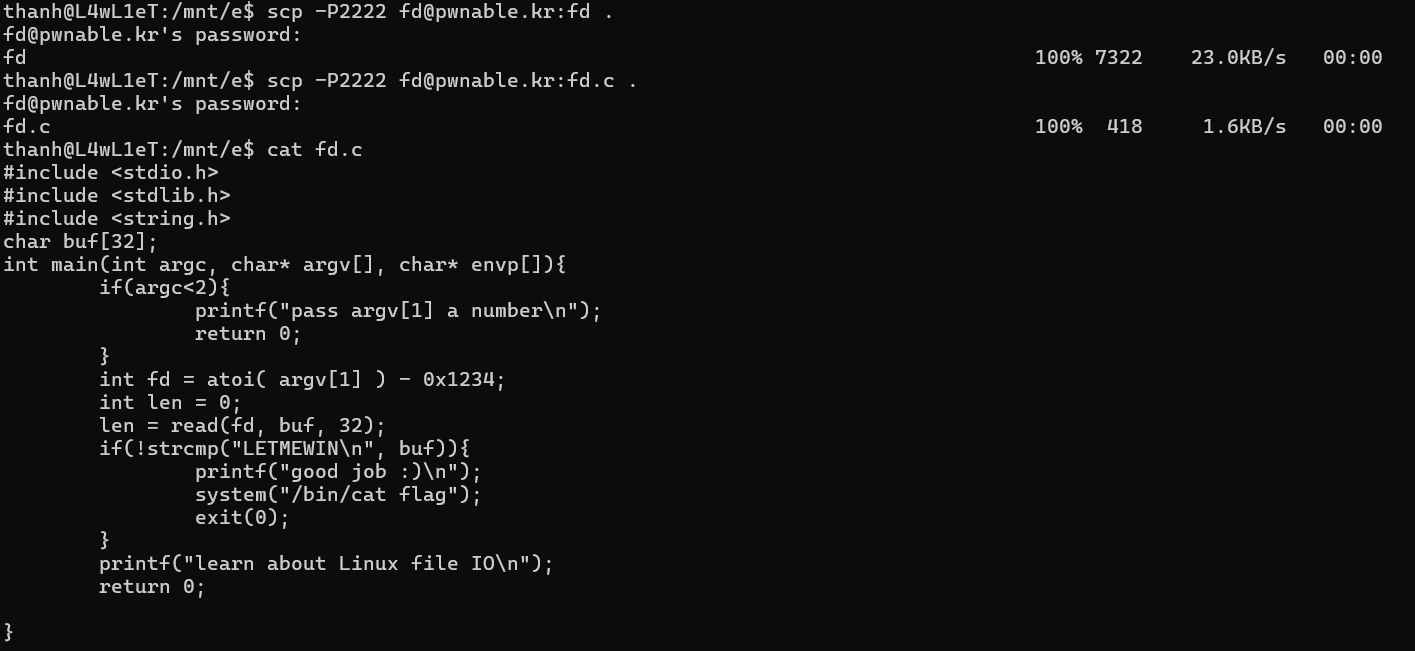 thanh@L4wL1eT:/mnt/e$ scp -P2222 fd@pwnable.kr:fd .
fd@pwnable.kr's password:
fd 100% 7322 23.0KB/s 00:00
thanh@L4wL1eT:/mnt/e$ scp -P2222 fd@pwnable.kr:fd.c .
fd@pwnable.kr's password:
fd.c 100% 418 1.6KB/s 00:00
thanh@L4wL1eT:/mnt/e$ cat fd.c
#include <stdio.h>
#include <stdlib.h>
#include <string.h>
char buf[32];
int main(int argc, char* argv[], char* envp[]){
        if(argc<2){
                printf("pass argv[1] a number\n");
                return 0;
        }
        int fd = atoi( argv[1] ) - 0x1234;
        int len = 0;
        len = read(fd, buf, 32);
        if(!strcmp("LETMEWIN\n", buf)){
                printf("good job :)\n");
                system("/bin/cat flag");
                exit(0);
        }
        printf("learn about Linux file IO\n");
        return 0;

}